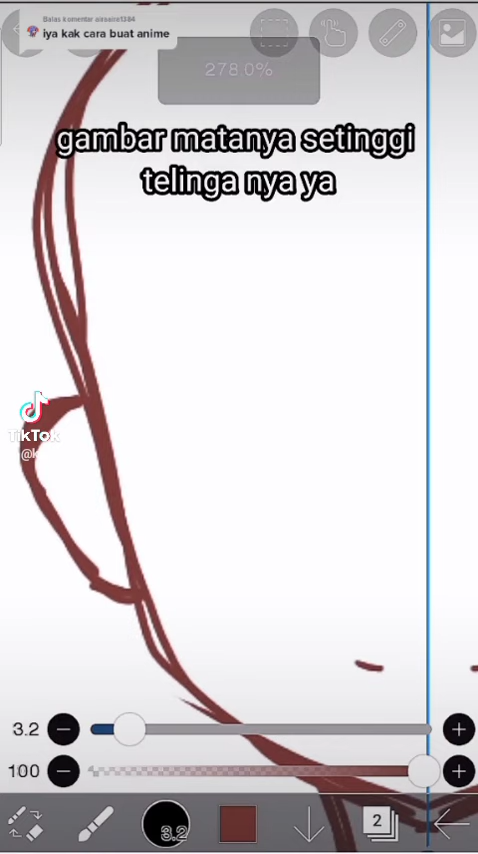 Balas komentar airsaise1384
iya kak cara buat anime
278.0%
gambar matanya setinggi
telinga nya ya
TikTok
3.2
100
3.2
2